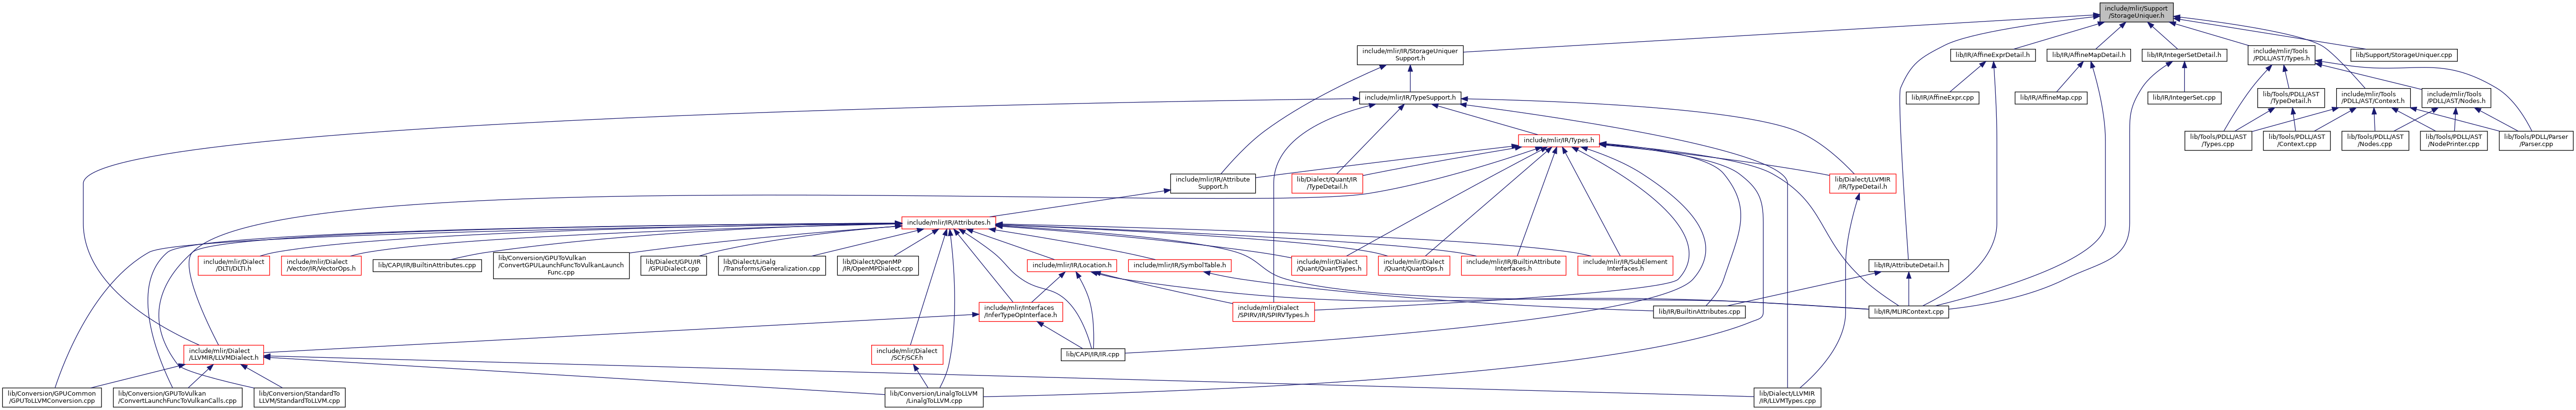 include/mlir/Support
/StorageUniquer.h
include/mlir/IR/StorageUniquer
Support.h
lib/IR/AffineExprDetail.h
lib/IR/AffineMapDetail.h
lib/IR/IntegerSetDetail.h
include/mlir/Tools
/PDLL/AST/Types.h
lib/Support/StorageUniquer.cpp
include/mlir/IR/TypeSupport.h
lib/IR/AffineExpr.cpp
lib/IR/AffineMap.cpp
lib/IR/IntegerSet.cpp
lib/Tools/PDLL/AST
/TypeDetail.h
include/mlir/Tools
/PDLL/AST/Context.h
include/mlir/Tools
/PDLL/AST/Nodes.h
include/mlir/IR/Types.h
lib/Tools/PDLL/AST
/Types.cpp
lib/Tools/PDLL/AST
/Context.cpp
lib/Tools/PDLL/AST
/Nodes.cpp
lib/Tools/PDLL/AST
/NodePrinter.cpp
lib/Tools/PDLL/Parser
/Parser.cpp
include/mlir/IR/Attribute
Support.h
lib/Dialect/Quant/IR
/TypeDetail.h
lib/Dialect/LLVMIR
/IR/TypeDetail.h
include/mlir/IR/Attributes.h
include/mlir/Dialect
/DLTI/DLTI.h
include/mlir/Dialect
/Vector/IR/VectorOps.h
lib/CAPI/IR/BuiltinAttributes.cpp
lib/Conversion/GPUToVulkan
/ConvertGPULaunchFuncToVulkanLaunch
Func.cpp
lib/Dialect/GPU/IR
/GPUDialect.cpp
lib/Dialect/Linalg
/Transforms/Generalization.cpp
lib/Dialect/OpenMP
/IR/OpenMPDialect.cpp
include/mlir/IR/Location.h
include/mlir/IR/SymbolTable.h
include/mlir/Dialect
/Quant/QuantTypes.h
include/mlir/Dialect
/Quant/QuantOps.h
include/mlir/IR/BuiltinAttribute
Interfaces.h
include/mlir/IR/SubElement
Interfaces.h
lib/IR/AttributeDetail.h
include/mlir/Interfaces
/InferTypeOpInterface.h
include/mlir/Dialect
/SPIRV/IR/SPIRVTypes.h
lib/IR/BuiltinAttributes.cpp
lib/IR/MLIRContext.cpp
include/mlir/Dialect
/LLVMIR/LLVMDialect.h
include/mlir/Dialect
/SCF/SCF.h
lib/CAPI/IR/IR.cpp
lib/Conversion/GPUCommon
/GPUToLLVMConversion.cpp
lib/Conversion/GPUToVulkan
/ConvertLaunchFuncToVulkanCalls.cpp
lib/Conversion/StandardTo
LLVM/StandardToLLVM.cpp
lib/Conversion/LinalgToLLVM
/LinalgToLLVM.cpp
lib/Dialect/LLVMIR
/IR/LLVMTypes.cpp